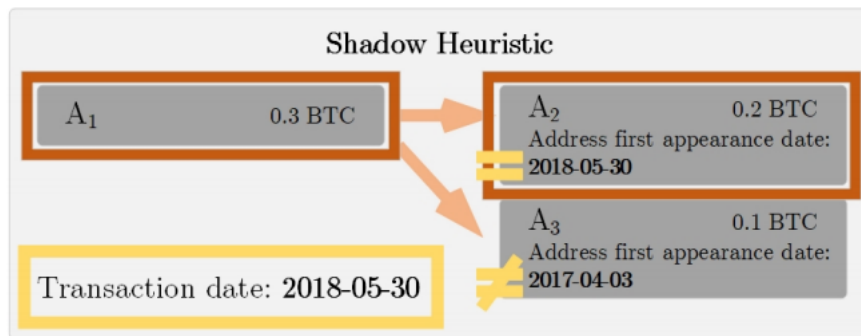 Shadow Heuristic
A₁ 0.3 BTC
A₂ 0.2 BTC
Address first appearance date:
2018-05-30
A₃ 0.1 BTC
Address first appearance date:
2017-04-03
Transaction date: 2018-05-30